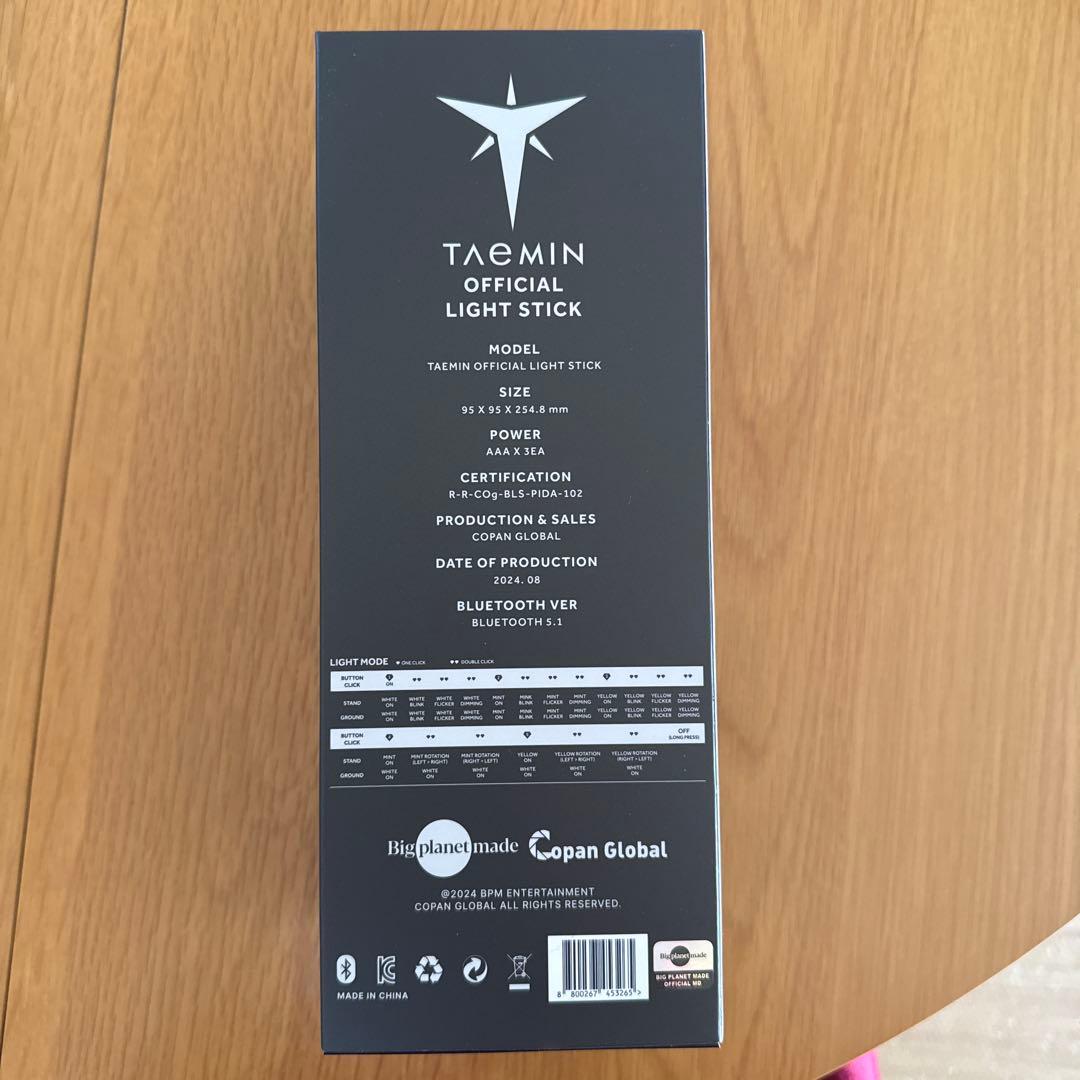 TAEMIN
OFFICIAL
LIGHT STICK
MODEL
TAEMIN OFFICIAL LIGHT STICK
SIZE
95 X 95 X 254.8 mm
POWER
AAA X 3EA
CERTIFICATION
R-R-COg-BLS-PIDA-102
PRODUCTION & SALES
COPAN GLOBAL
DATE OF PRODUCTION
2024. 08
BLUETOOTH VER
BLUETOOTH 5.1
LIGHT MODE ♥ ONE CLICK ♥♥ DOUBLE CLICK
BUTTON CLICK 1 ON ♥♥ ♥♥ ♥♥ 2 ♥♥ ♥♥ ♥♥ 3 ♥♥ ♥♥ ♥♥
STAND WHITE ON WHITE BLINK WHITE FLICKER WHITE DIMMING MINT ON MINK BLINK MINT FLICKER MINT DIMMING YELLOW ON YELLOW BLINK YELLOW FLICKER YELLOW DIMMING
GROUND WHITE ON WHITE BLINK WHITE FLICKER WHITE DIMMING MINT ON MINK BLINK MINT FLICKER MINT DIMMING YELLOW ON YELLOW BLINK YELLOW FLICKER YELLOW DIMMING
BUTTON CLICK 4 ♥♥ ♥♥ 5 ♥♥ ♥♥ OFF (LONG PRESS)
STAND MINT ON MINT ROTATION (LEFT > RIGHT) MINT ROTATION (RIGHT > LEFT) YELLOW ON YELLOW ROTATION (LEFT > RIGHT) YELLOW ROTATION (RIGHT > LEFT)
GROUND WHITE ON WHITE ON WHITE ON WHITE ON WHITE ON WHITE ON
Big planet made Copan Global
@2024 BPM ENTERTAINMENT
COPAN GLOBAL ALL RIGHTS RESERVED.
MADE IN CHINA
8 800267 453265 >
Big planet made
BIG PLANET MADE
OFFICIAL MD